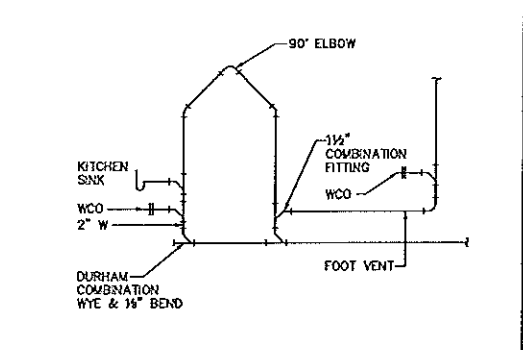 90° ELBOW
1½"
COMBINATION
FITTING
KITCHEN
SINK
WCO
WCO
2" W
FOOT VENT
DURHAM
COMBINATION
WYE & ⅛" BEND